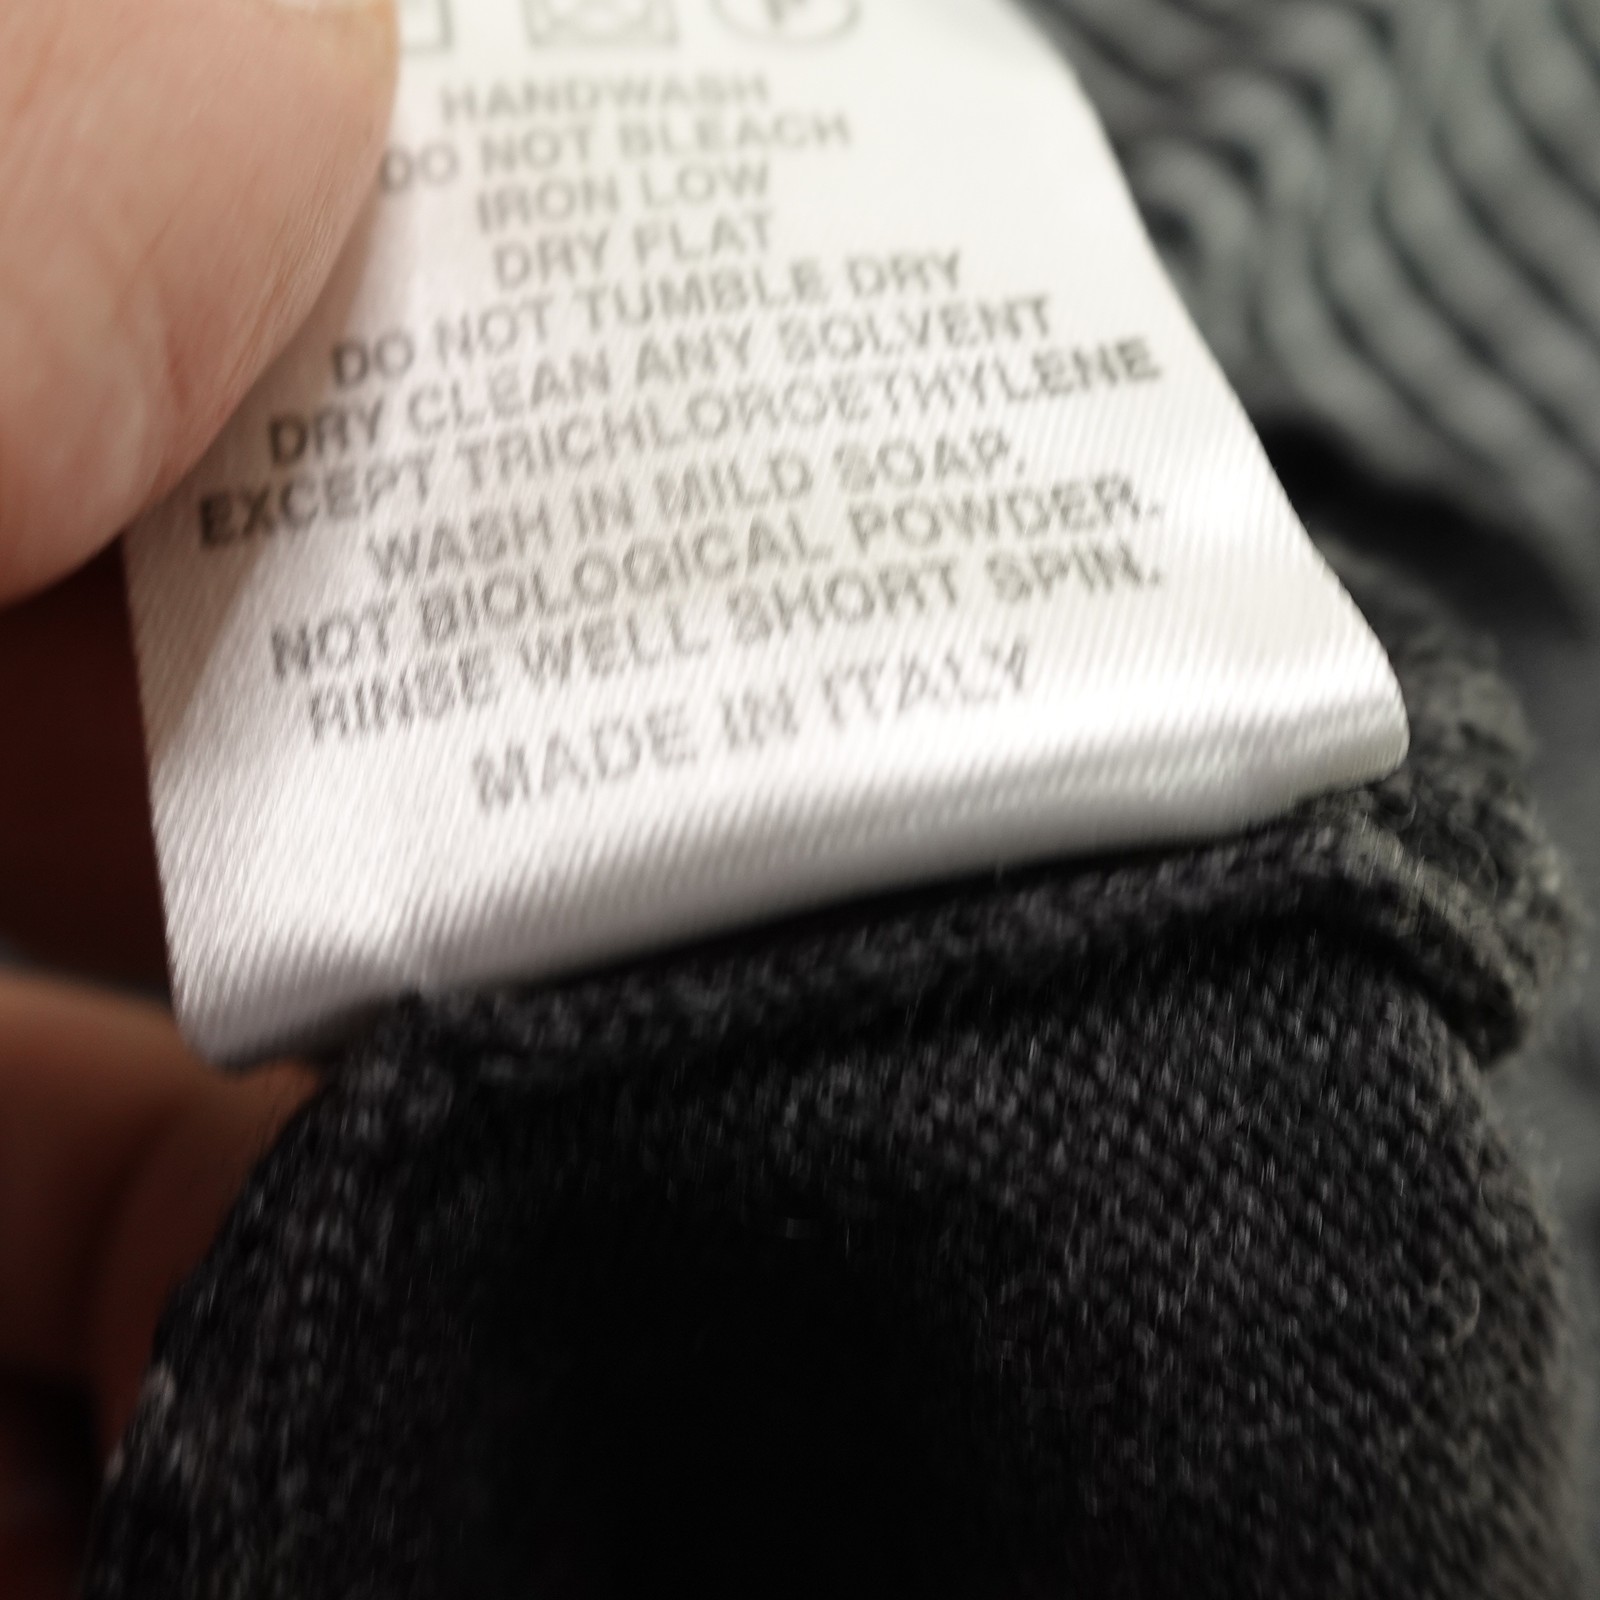 P
HANDWASH
DO NOT BLEACH
IRON LOW
DRY FLAT
DO NOT TUMBLE DRY
DRY CLEAN ANY SOLVENT
EXCEPT TRICHLOROETHYLENE
WASH IN MILD SOAP.
NOT BIOLOGICAL POWDER.
RINSE WELL SHORT SPIN.
MADE IN ITALY